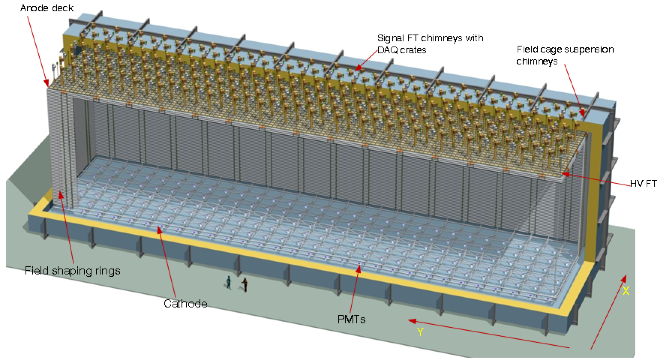 Anode deck
Signal FT chimneys with
DAQ crates
Field cage suspension
chimneys
HV FT
Field shaping rings
Cathode
PMTs
Y
X